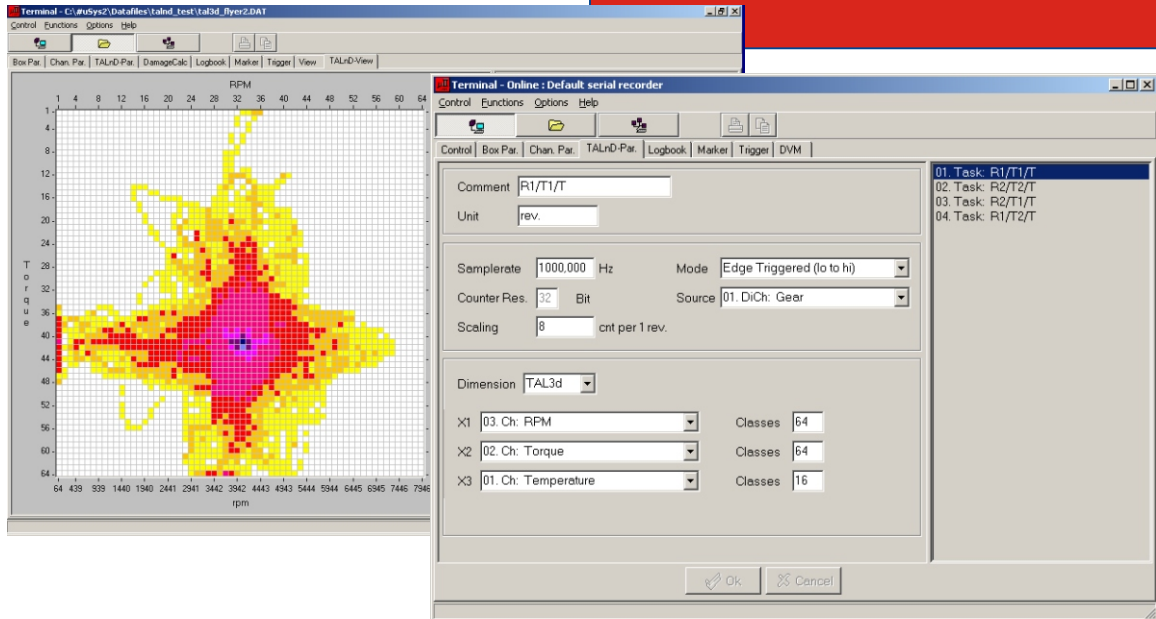 Terminal - C:\#uSys2\Datafiles\talnd_test\tal3d_flyer2.DAT
Control Functions Options Help
Box Par. Chan. Par. TALnD-Par. DamageCalc Logbook Marker Trigger View TALnD-View
RPM
1 4 8 12 16 20 24 28 32 36 40 44 48 52 56 60 64
1
4
8
12
16
20
24
28
32
36
40
44
48
52
56
60
64
Torque
64 439 939 1440 1940 2441 2941 3442 3942 4443 4943 5444 5944 6445 6945 7446 7946
rpm
Terminal - Online : Default serial recorder
Control Functions Options Help
Control Box Par. Chan. Par. TALnD-Par. Logbook Marker Trigger DVM
Comment R1/T1/T
Unit rev.
Samplerate 1000,000 Hz Mode Edge Triggered (lo to hi)
Counter Res. 32 Bit Source 01. DiCh: Gear
Scaling 8 cnt per 1 rev.
Dimension TAL3d
X1 03. Ch: RPM Classes 64
X2 02. Ch: Torque Classes 64
X3 01. Ch: Temperature Classes 16
Ok Cancel
01. Task: R1/T1/T
02. Task: R2/T2/T
03. Task: R2/T1/T
04. Task: R1/T2/T